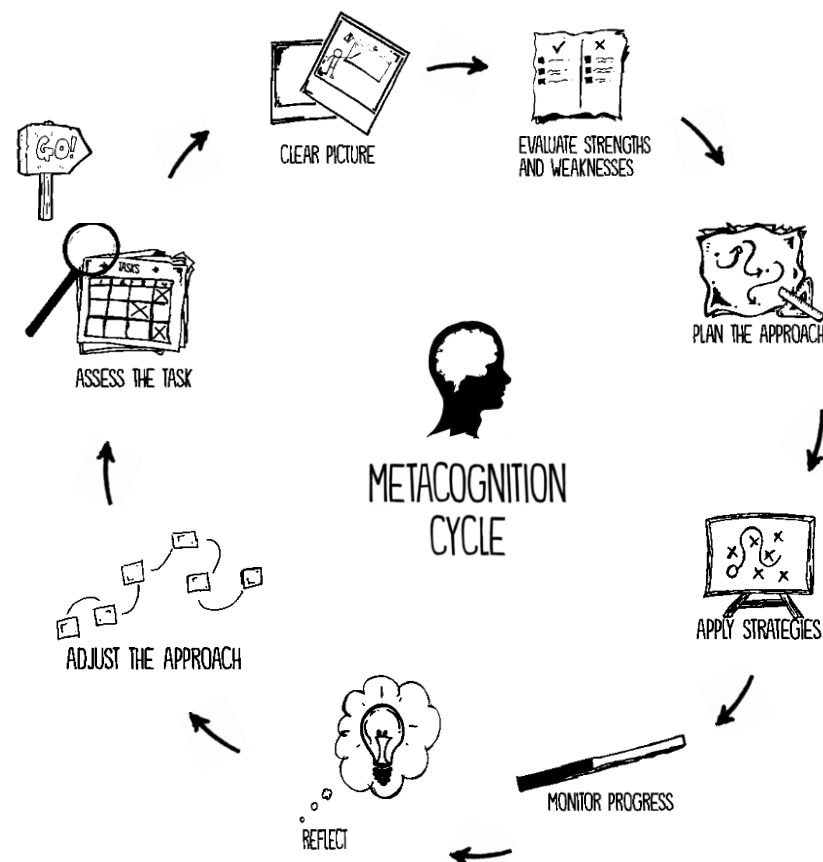 CLEAR PICTURE
EVALUATE STRENGTHS
AND WEAKNESSES
GO!
TASKS
ASSESS THE TASK
PLAN THE APPROACH
METACOGNITION
CYCLE
APPLY STRATEGIES
ADJUST THE APPROACH
MONITOR PROGRESS
REFLECT